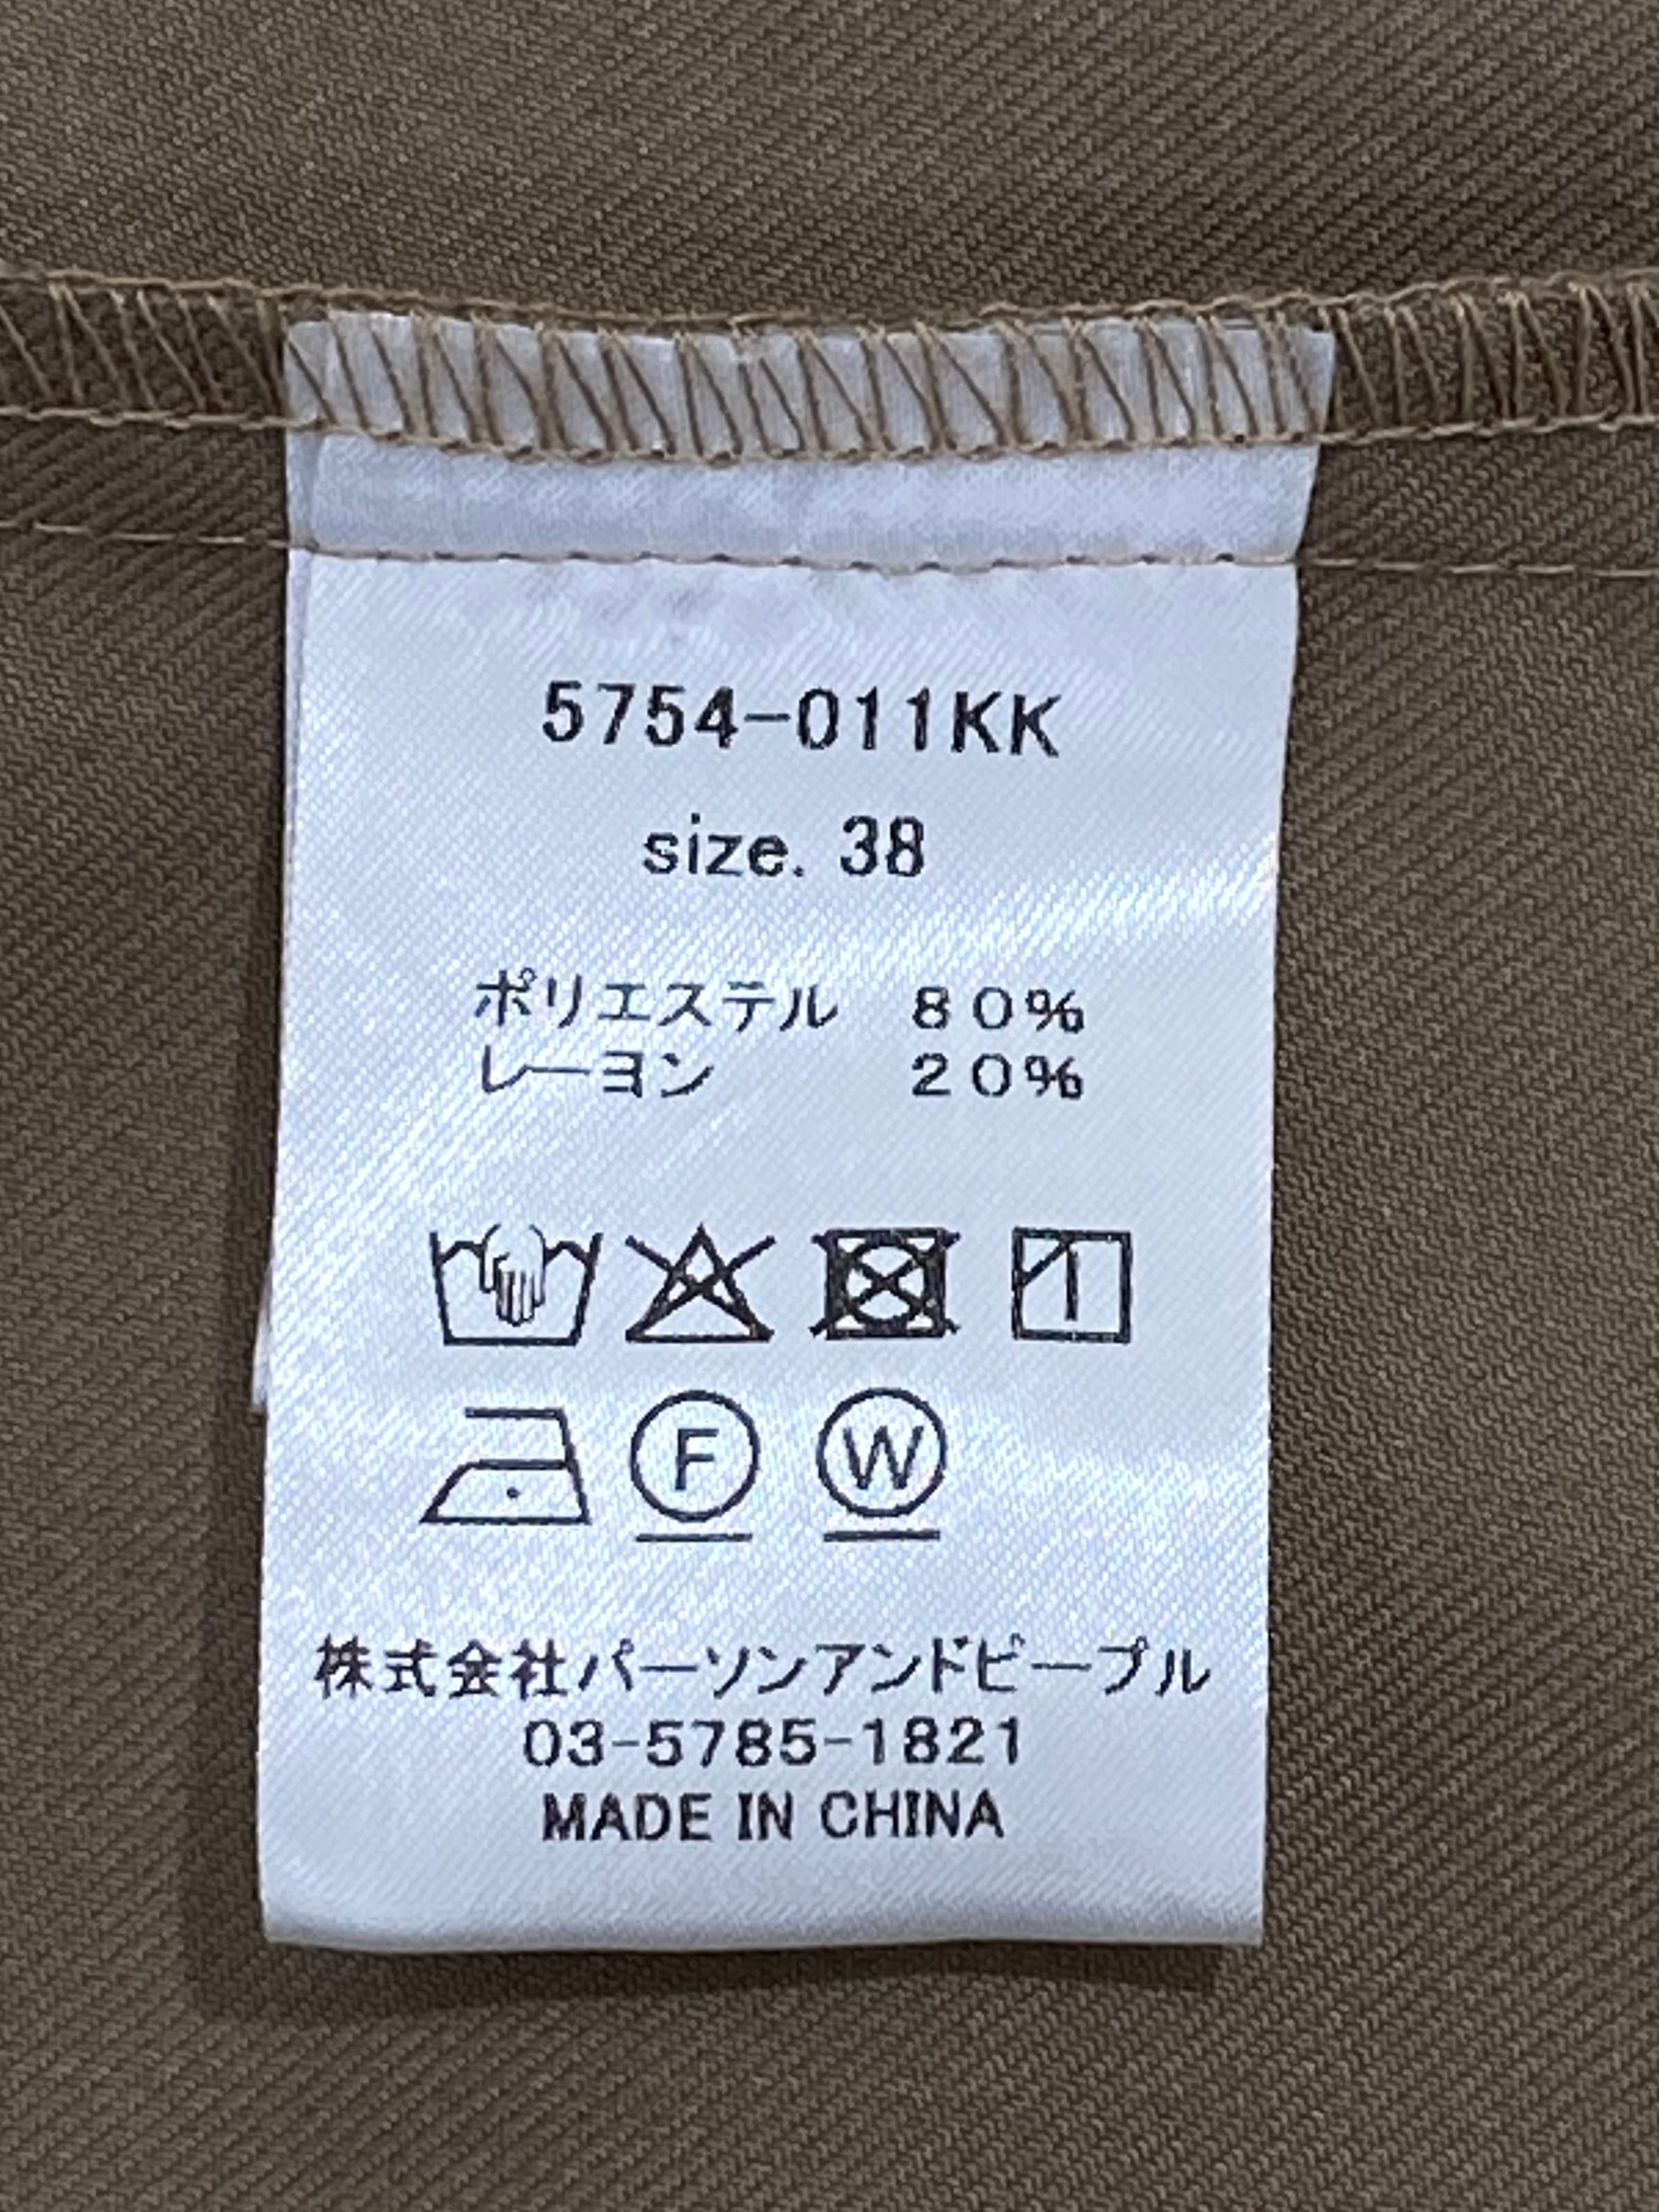 5754-011KK
size. 38
ポリエステル　８０%
レーヨン　２０%
F W
株式会社パーソンアンドピープル
03-5785-1821
MADE IN CHINA